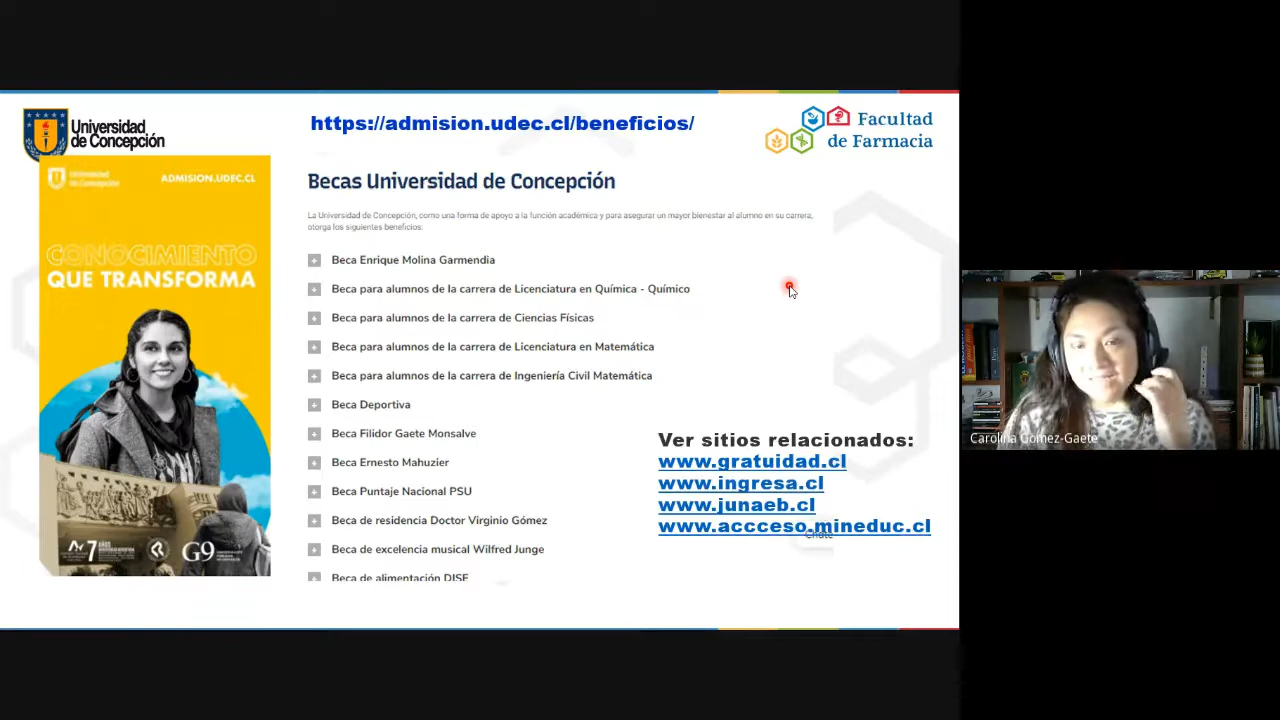 https://admision.udec.cl/beneficios/
Universidad
de Concepción
Facultad
de Farmacia
Universidad
de Concepción
ADMISION.UDEC.CL
CONOCIMIENTO
QUE TRANSFORMA
7 AÑOS
G9
Becas Universidad de Concepción
La Universidad de Concepción, como una forma de apoyo a la función académica y para asegurar un mayor bienestar al alumno en su carrera,
otorga los siguientes beneficios:
Beca Enrique Molina Garmendia
Beca para alumnos de la carrera de Licenciatura en Química - Químico
Beca para alumnos de la carrera de Ciencias Físicas
Beca para alumnos de la carrera de Licenciatura en Matemática
Beca para alumnos de la carrera de Ingeniería Civil Matemática
Beca Deportiva
Beca Filidor Gaete Monsalve
Beca Ernesto Mahuzier
Beca Puntaje Nacional PSU
Beca de residencia Doctor Virginio Gómez
Beca de excelencia musical Wilfred Junge
Beca de alimentación DISE
Ver sitios relacionados:
www.gratuidad.cl
www.ingresa.cl
www.junaeb.cl
www.accceso.mineduc.cl
Carolina Gomez-Gaete